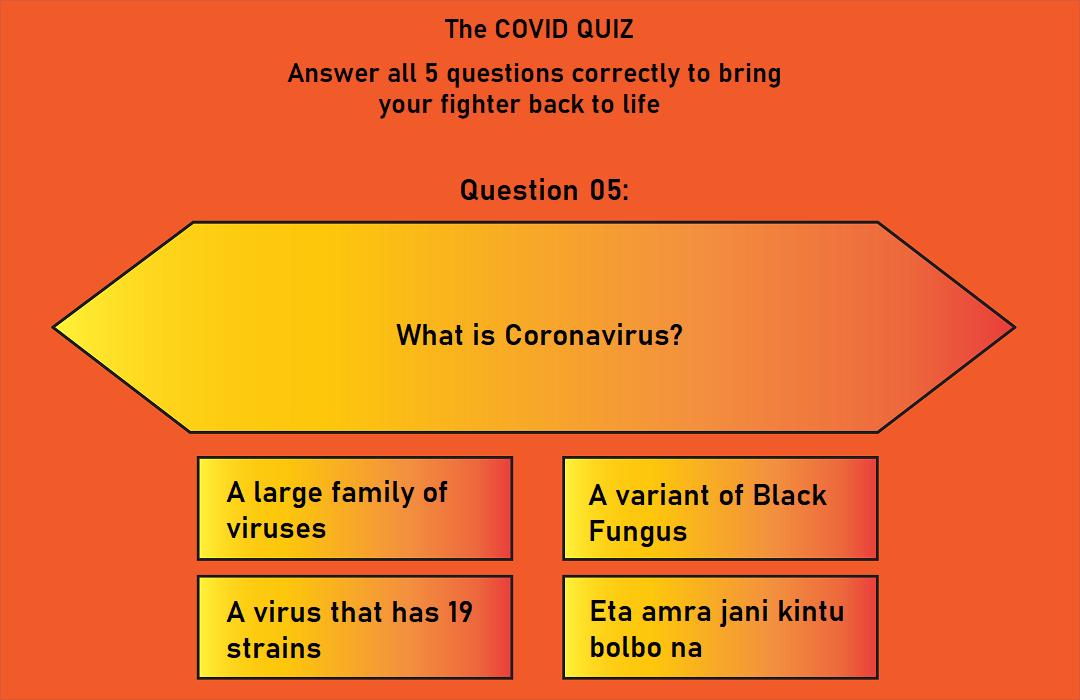 The COVID QUIZ
Answer all 5 questions correctly to bring
your fighter back to life
Question 05:
What is Coronavirus?
A large family of
viruses
A variant of Black
Fungus
A virus that has 19
strains
Eta amra jani kintu
bolbo na